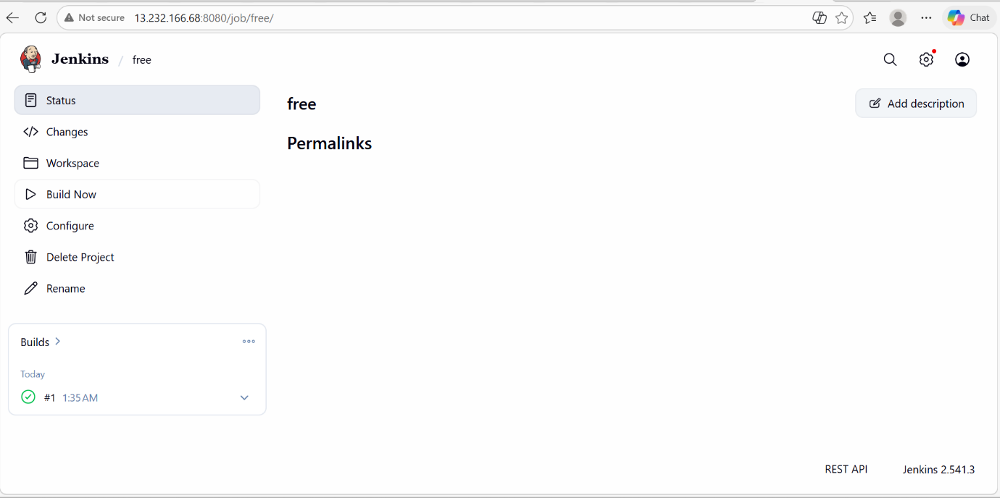 Not secure 13.232.166.68:8080/job/free/ Chat
Jenkins / free
Status
Changes
Workspace
Build Now
Configure
Delete Project
Rename
Builds
Today
#1 1:35 AM
free
Add description
Permalinks
REST API Jenkins 2.541.3